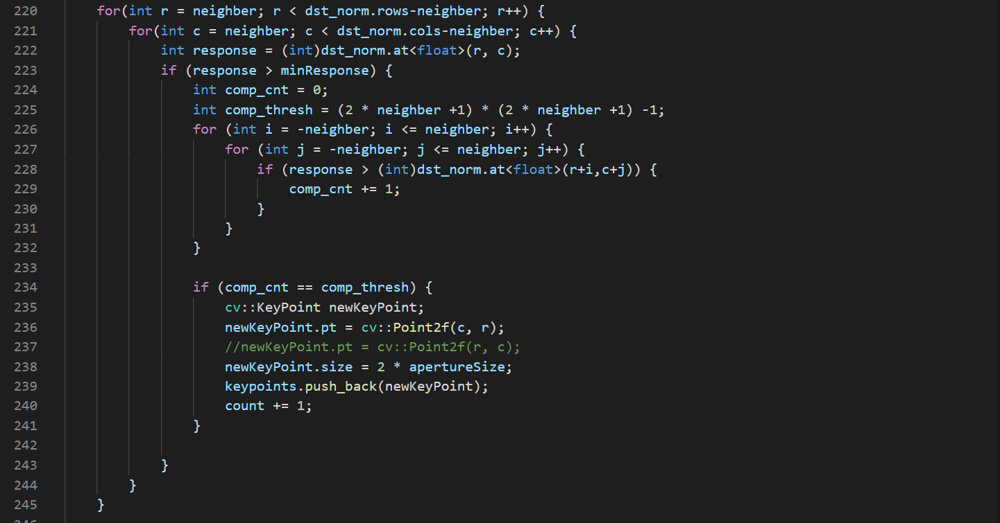 220 for(int r = neighber; r < dst_norm.rows-neighber; r++) {
221 for(int c = neighber; c < dst_norm.cols-neighber; c++) {
222 int response = (int)dst_norm.at<float>(r, c);
223 if (response > minResponse) {
224 int comp_cnt = 0;
225 int comp_thresh = (2 * neighber +1) * (2 * neighber +1) -1;
226 for (int i = -neighber; i <= neighber; i++) {
227 for (int j = -neighber; j <= neighber; j++) {
228 if (response > (int)dst_norm.at<float>(r+i,c+j)) {
229 comp_cnt += 1;
230 }
231 }
232 }
233
234 if (comp_cnt == comp_thresh) {
235 cv::KeyPoint newKeyPoint;
236 newKeyPoint.pt = cv::Point2f(c, r);
237 //newKeyPoint.pt = cv::Point2f(r, c);
238 newKeyPoint.size = 2 * apertureSize;
239 keypoints.push_back(newKeyPoint);
240 count += 1;
241 }
242
243 }
244 }
245 }